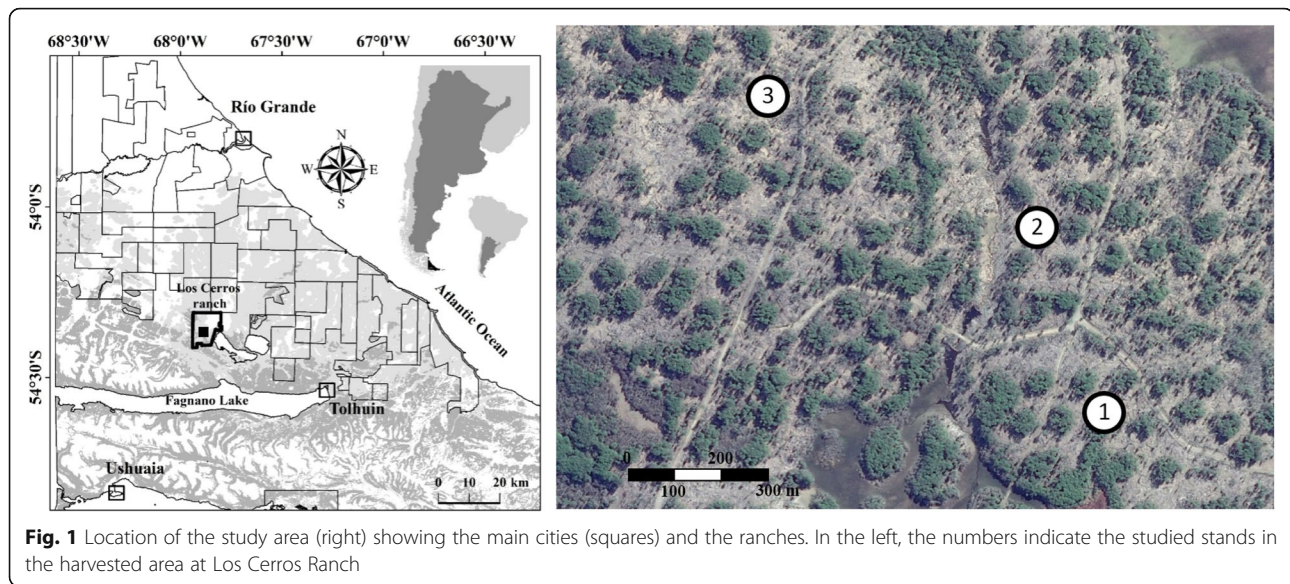 68°30'W
68°0'W
67°30'W
67°0'W
66°30'W
54°0'S
54°30'S
Río Grande
N
W
E
S
Los Cerros
ranch
Atlantic Ocean
Fagnano Lake
Tolhuin
Ushuaia
0 10 20 km
3
2
1
0 200
100 300 m
Fig. 1 Location of the study area (right) showing the main cities (squares) and the ranches. In the left, the numbers indicate the studied stands in
the harvested area at Los Cerros Ranch